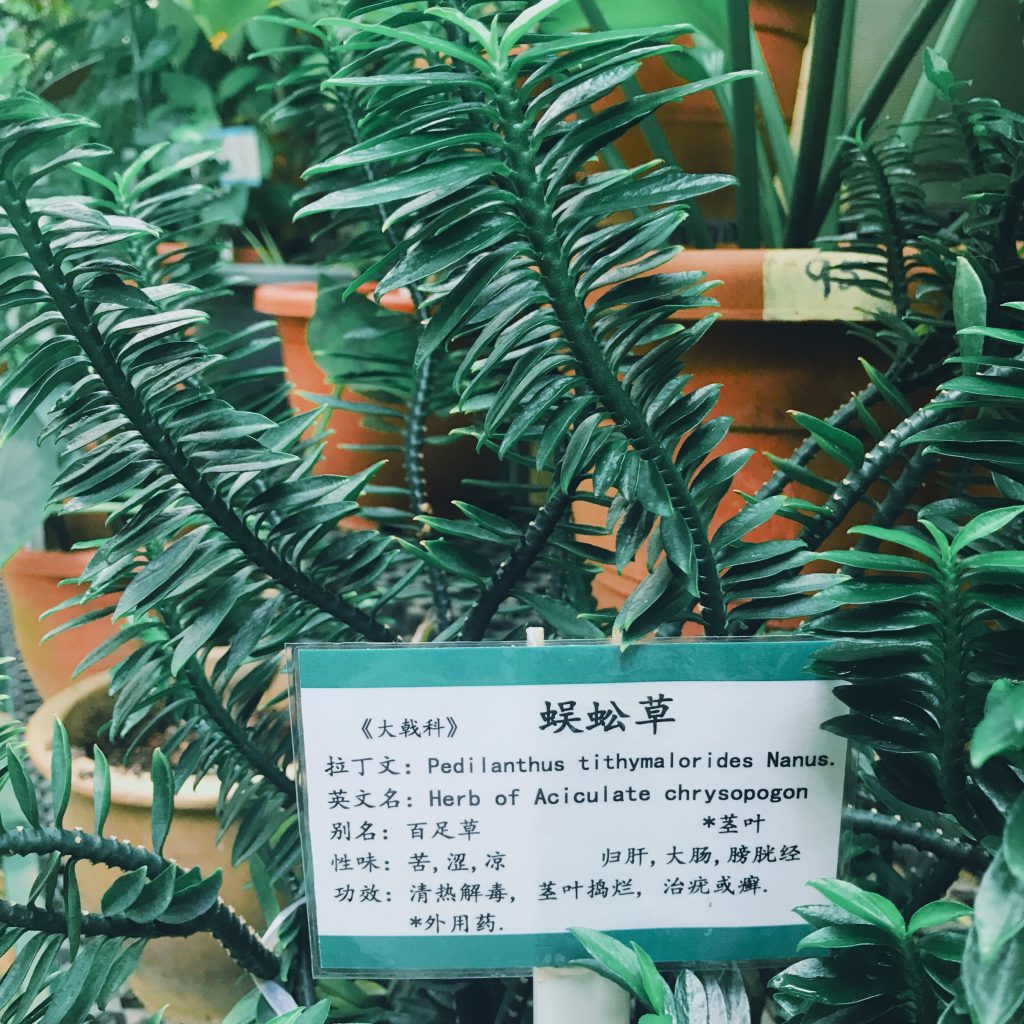 《大戟科》 蜈蚣草
拉丁文: Pedilanthus tithymalorides Nanus.
英文名: Herb of Aciculate chrysopogon
别名: 百足草 *茎叶
性味: 苦,涩,凉 归肝,大肠,膀胱经
功效: 清热解毒, 茎叶捣烂, 治疣或癣.
*外用药.